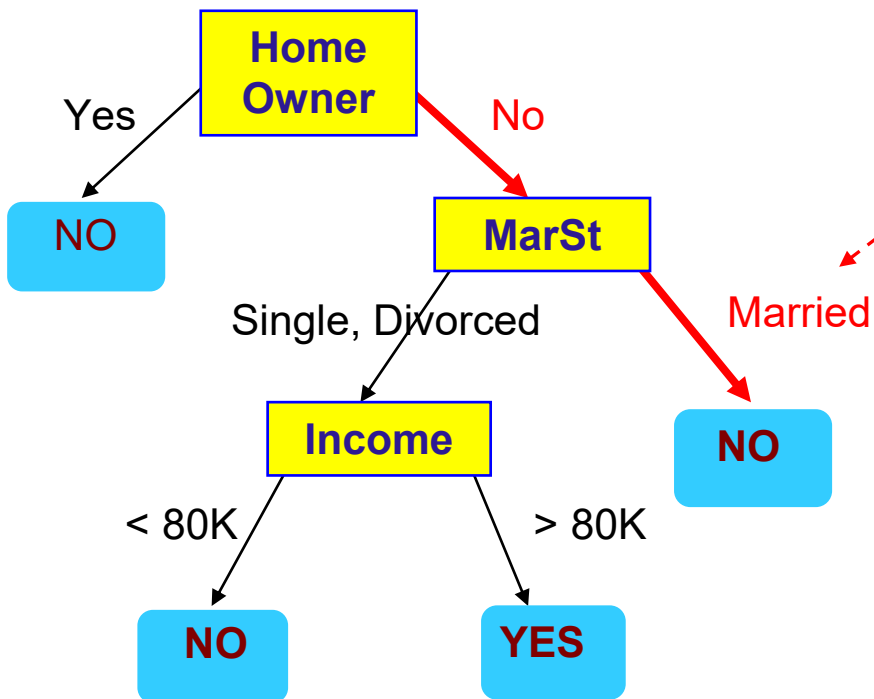 Home
Owner
Yes
No
NO
MarSt
Single, Divorced
Married
Income
NO
< 80K
> 80K
NO
YES